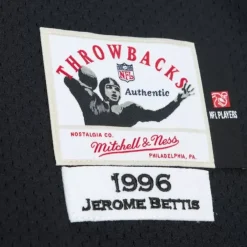 THROWBACKS
NFL
Authentic
NOSTALGIA CO.
Mitchell & Ness
PHILADELPHIA, PA.
NFL PLAYERS
1996
JEROME BETTIS